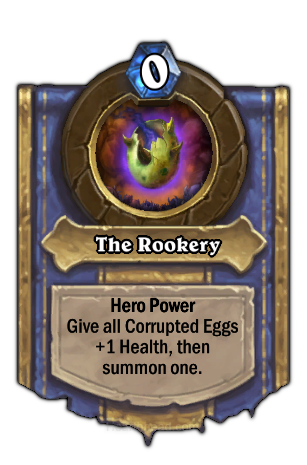 0
The Rookery
Hero Power
Give all Corrupted Eggs
+1 Health, then
summon one.